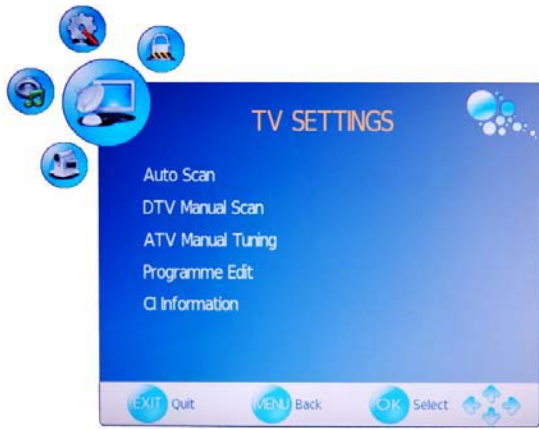 TV SETTINGS
Auto Scan
DTV Manual Scan
ATV Manual Tuning
Programme Edit
CI Information
EXIT Quit MENU Back OK Select